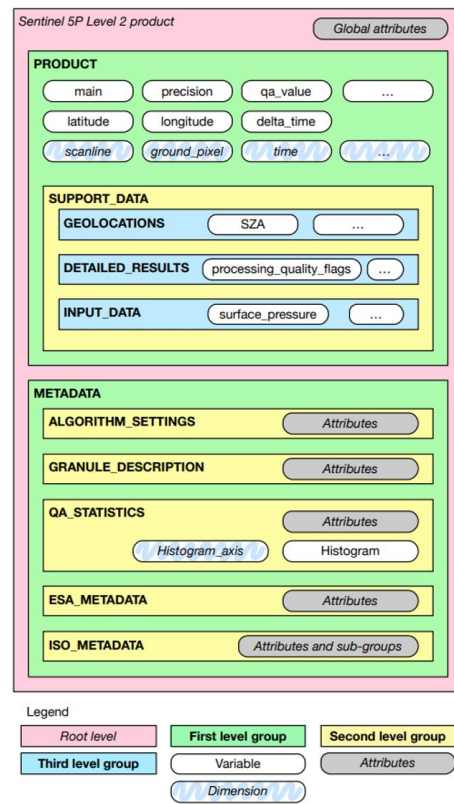 Sentinel 5P Level 2 product
Global attributes
PRODUCT
main precision qa_value ...
latitude longitude delta_time
scanline ground_pixel time ...
SUPPORT_DATA
GEOLOCATIONS SZA ...
DETAILED_RESULTS processing_quality_flags ...
INPUT_DATA surface_pressure ...
METADATA
ALGORITHM_SETTINGS Attributes
GRANULE_DESCRIPTION Attributes
QA_STATISTICS Attributes
Histogram_axis Histogram
ESA_METADATA Attributes
ISO_METADATA Attributes and sub-groups
Legend
Root level First level group Second level group
Third level group Variable Attributes
Dimension